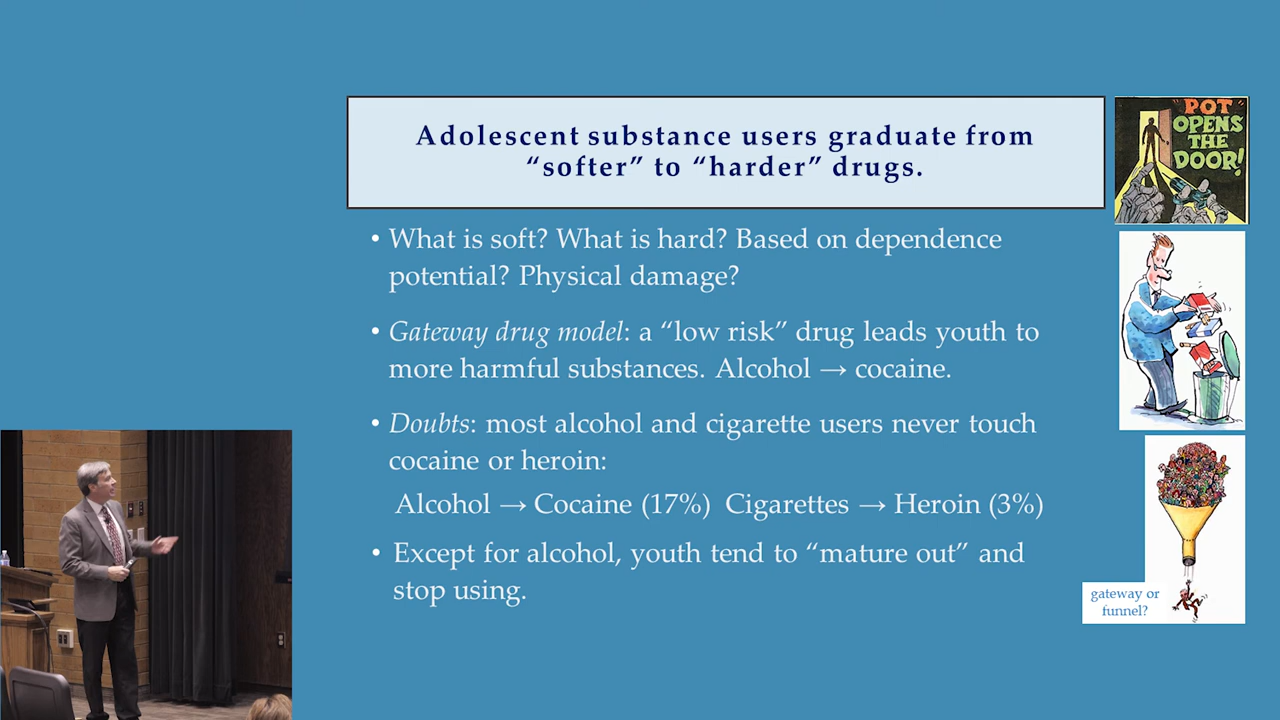 Adolescent substance users graduate from
“softer” to “harder” drugs.
"POT"
OPENS
THE
DOOR!
• What is soft? What is hard? Based on dependence
potential? Physical damage?
• Gateway drug model: a “low risk” drug leads youth to
more harmful substances. Alcohol → cocaine.
• Doubts: most alcohol and cigarette users never touch
cocaine or heroin:
Alcohol → Cocaine (17%) Cigarettes → Heroin (3%)
• Except for alcohol, youth tend to “mature out” and
stop using.
gateway or
funnel?